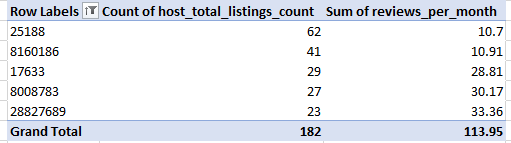 Row Labels Count of host_total_listings_count Sum of reviews_per_month
25188 62 10.7
8160186 41 10.91
17633 29 28.81
8008783 27 30.17
28827689 23 33.36
Grand Total 182 113.95